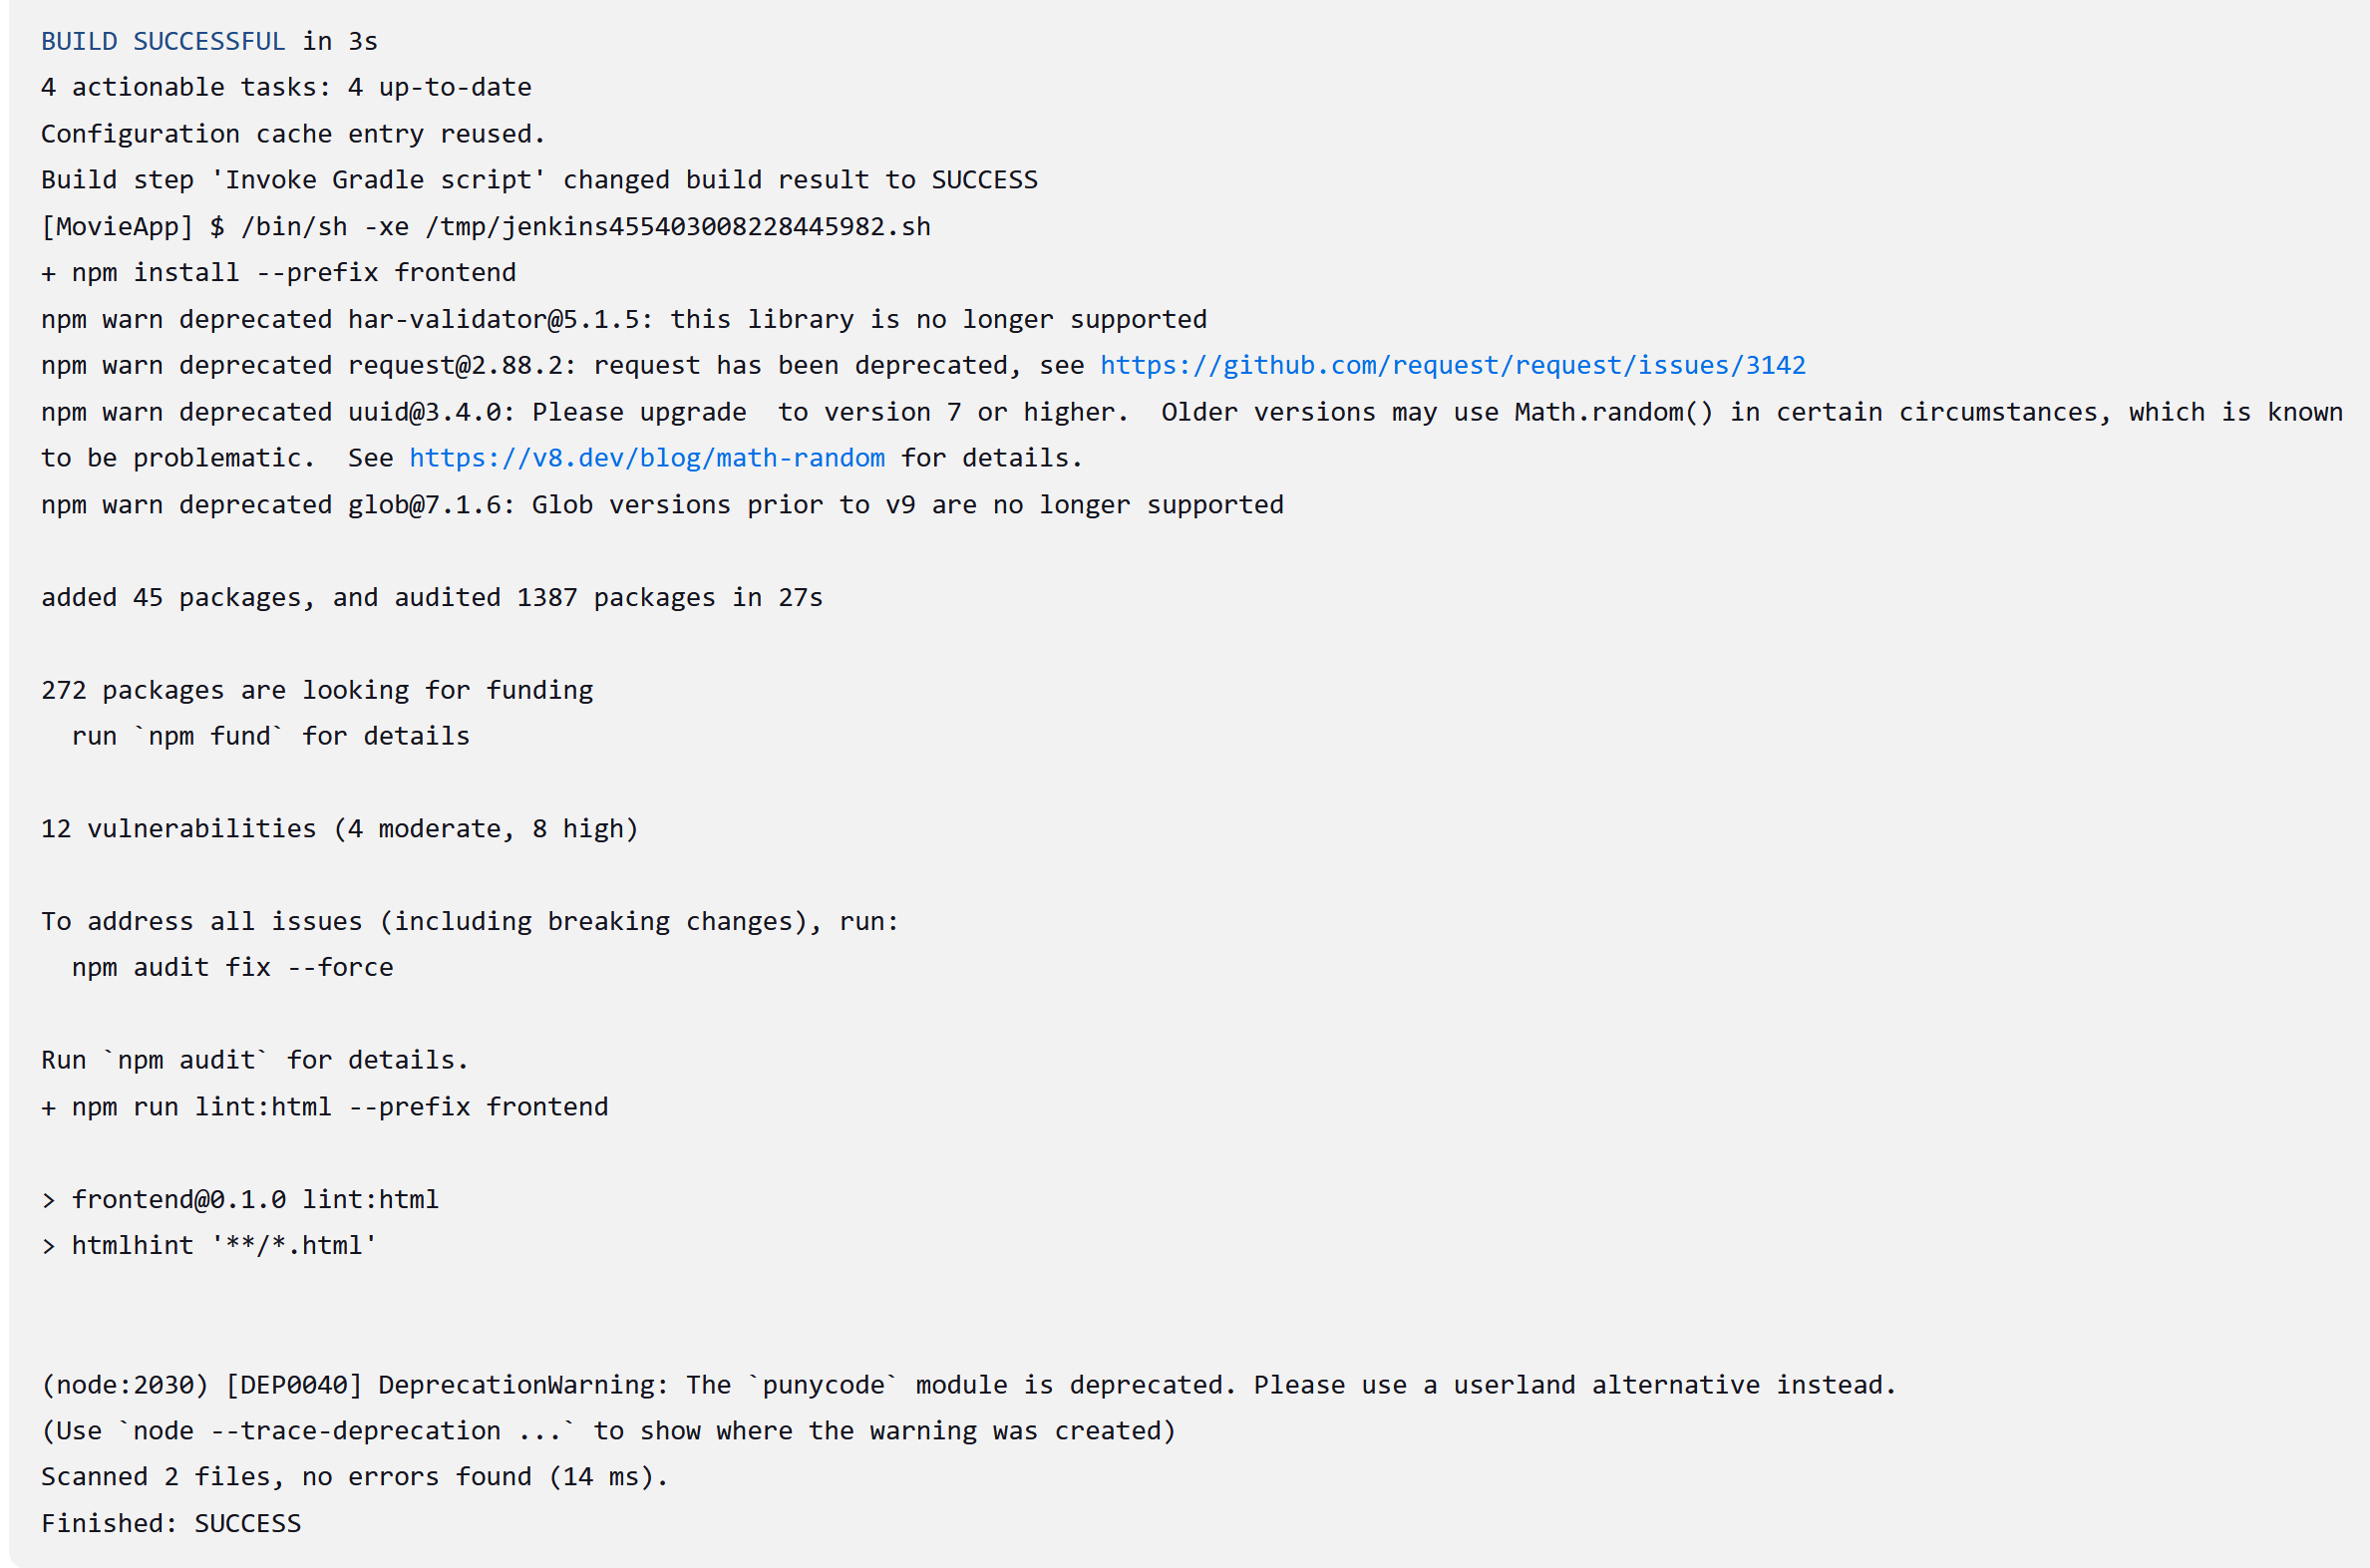 BUILD SUCCESSFUL in 3s
4 actionable tasks: 4 up-to-date
Configuration cache entry reused.
Build step 'Invoke Gradle script' changed build result to SUCCESS
[MovieApp] $ /bin/sh -xe /tmp/jenkins455403008228445982.sh
+ npm install --prefix frontend
npm warn deprecated har-validator@5.1.5: this library is no longer supported
npm warn deprecated request@2.88.2: request has been deprecated, see https://github.com/request/request/issues/3142
npm warn deprecated uuid@3.4.0: Please upgrade  to version 7 or higher.  Older versions may use Math.random() in certain circumstances, which is known
to be problematic.  See https://v8.dev/blog/math-random for details.
npm warn deprecated glob@7.1.6: Glob versions prior to v9 are no longer supported
added 45 packages, and audited 1387 packages in 27s
272 packages are looking for funding
  run `npm fund` for details
12 vulnerabilities (4 moderate, 8 high)
To address all issues (including breaking changes), run:
  npm audit fix --force
Run `npm audit` for details.
+ npm run lint:html --prefix frontend
> frontend@0.1.0 lint:html
> htmlhint '**/*.html'
(node:2030) [DEP0040] DeprecationWarning: The `punycode` module is deprecated. Please use a userland alternative instead.
(Use `node --trace-deprecation ...` to show where the warning was created)
Scanned 2 files, no errors found (14 ms).
Finished: SUCCESS